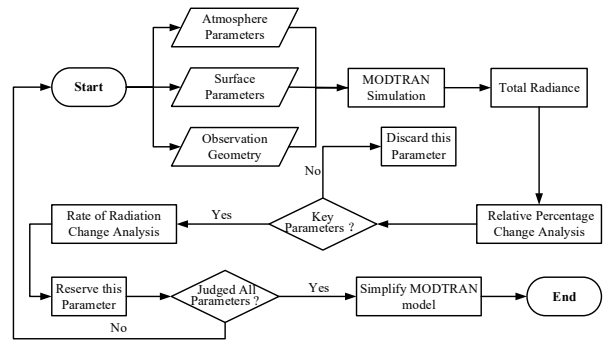 Atmosphere
Parameters
Start
Surface
Parameters
MODTRAN
Simulation
Total Radiance
Observation
Geometry
Discard this
Parameter
No
Rate of Radiation
Change Analysis
Yes
Key
Parameters ?
Relative Percentage
Change Analysis
Reserve this
Parameter
Judged All
Parameters ?
Yes
Simplify MODTRAN
model
End
No